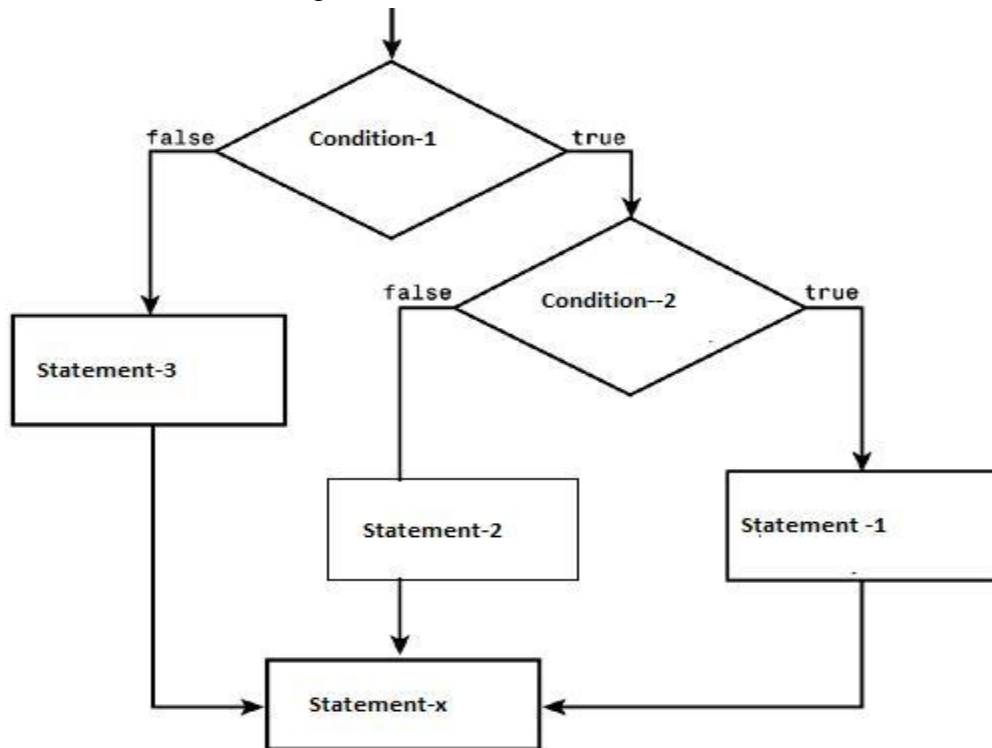 Condition-1
false
true
Condition--2
false
true
Statement-3
Statement-2
Statement -1
Statement-x